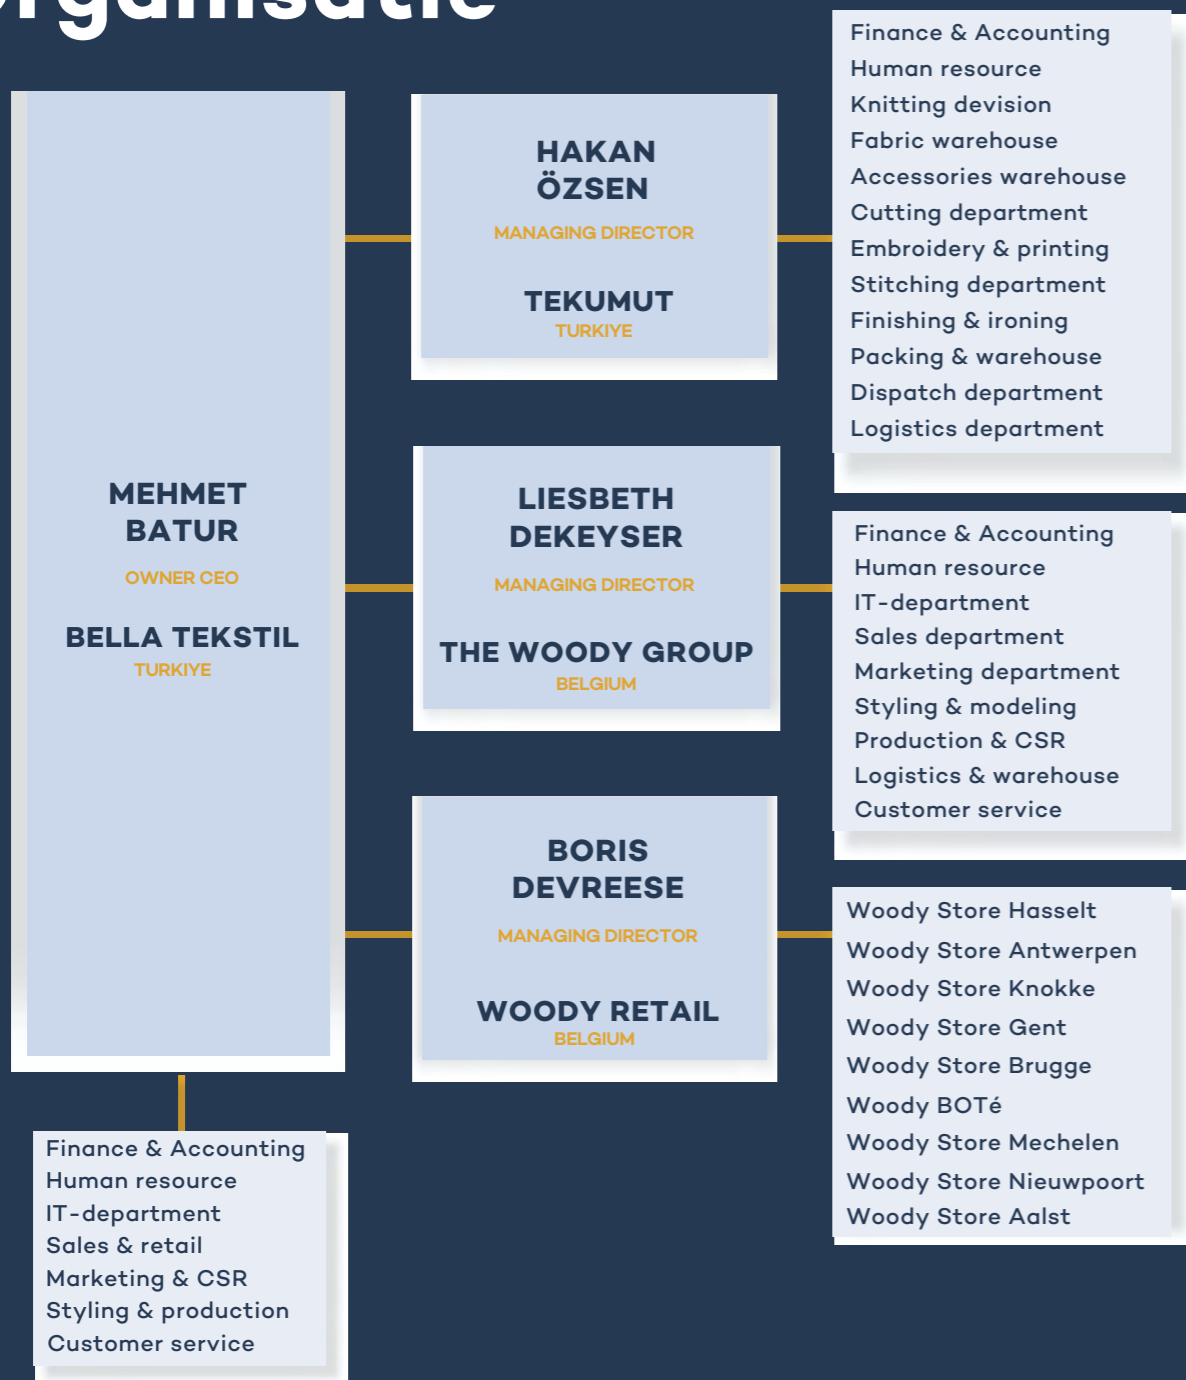 Organisatie
MEHMET
BATUR
OWNER CEO
BELLA TEKSTIL
TURKIYE
Finance & Accounting
Human resource
IT-department
Sales & retail
Marketing & CSR
Styling & production
Customer service
HAKAN
ÖZSEN
MANAGING DIRECTOR
TEKUMUT
TURKIYE
Finance & Accounting
Human resource
Knitting devision
Fabric warehouse
Accessories warehouse
Cutting department
Embroidery & printing
Stitching department
Finishing & ironing
Packing & warehouse
Dispatch department
Logistics department
LIESBETH
DEKEYSER
MANAGING DIRECTOR
THE WOODY GROUP
BELGIUM
Finance & Accounting
Human resource
IT-department
Sales department
Marketing department
Styling & modeling
Production & CSR
Logistics & warehouse
Customer service
BORIS
DEVREESE
MANAGING DIRECTOR
WOODY RETAIL
BELGIUM
Woody Store Hasselt
Woody Store Antwerpen
Woody Store Knokke
Woody Store Gent
Woody Store Brugge
Woody BOTé
Woody Store Mechelen
Woody Store Nieuwpoort
Woody Store Aalst